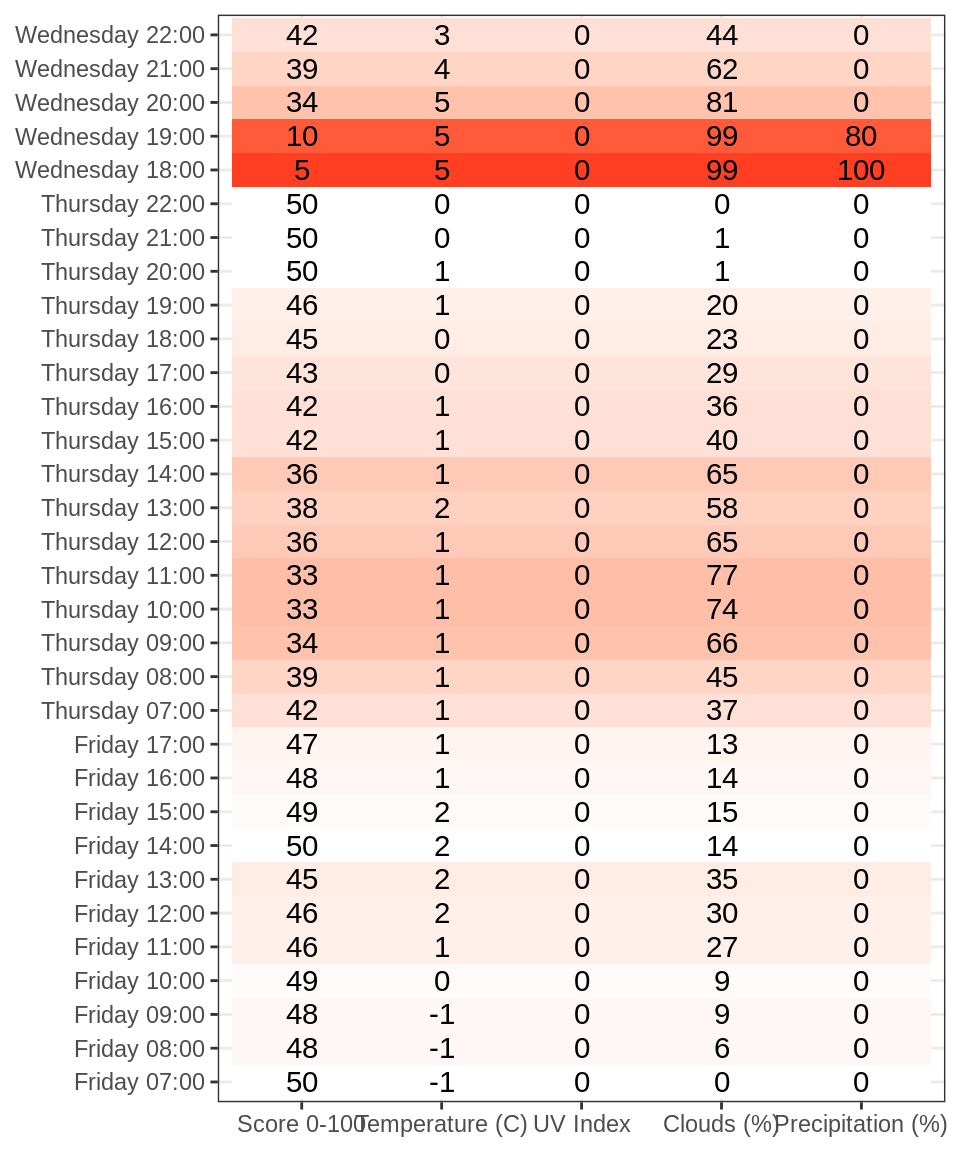 Wednesday 22:00 42 3 0 44 0
Wednesday 21:00 39 4 0 62 0
Wednesday 20:00 34 5 0 81 0
Wednesday 19:00 10 5 0 99 80
Wednesday 18:00 5 5 0 99 100
Thursday 22:00 50 0 0 0 0
Thursday 21:00 50 0 0 1 0
Thursday 20:00 50 1 0 1 0
Thursday 19:00 46 1 0 20 0
Thursday 18:00 45 0 0 23 0
Thursday 17:00 43 0 0 29 0
Thursday 16:00 42 1 0 36 0
Thursday 15:00 42 1 0 40 0
Thursday 14:00 36 1 0 65 0
Thursday 13:00 38 2 0 58 0
Thursday 12:00 36 1 0 65 0
Thursday 11:00 33 1 0 77 0
Thursday 10:00 33 1 0 74 0
Thursday 09:00 34 1 0 66 0
Thursday 08:00 39 1 0 45 0
Thursday 07:00 42 1 0 37 0
Friday 17:00 47 1 0 13 0
Friday 16:00 48 1 0 14 0
Friday 15:00 49 2 0 15 0
Friday 14:00 50 2 0 14 0
Friday 13:00 45 2 0 35 0
Friday 12:00 46 2 0 30 0
Friday 11:00 46 1 0 27 0
Friday 10:00 49 0 0 9 0
Friday 09:00 48 -1 0 9 0
Friday 08:00 48 -1 0 6 0
Friday 07:00 50 -1 0 0 0
Score 0-100 Temperature (C) UV Index Clouds (%) Precipitation (%)